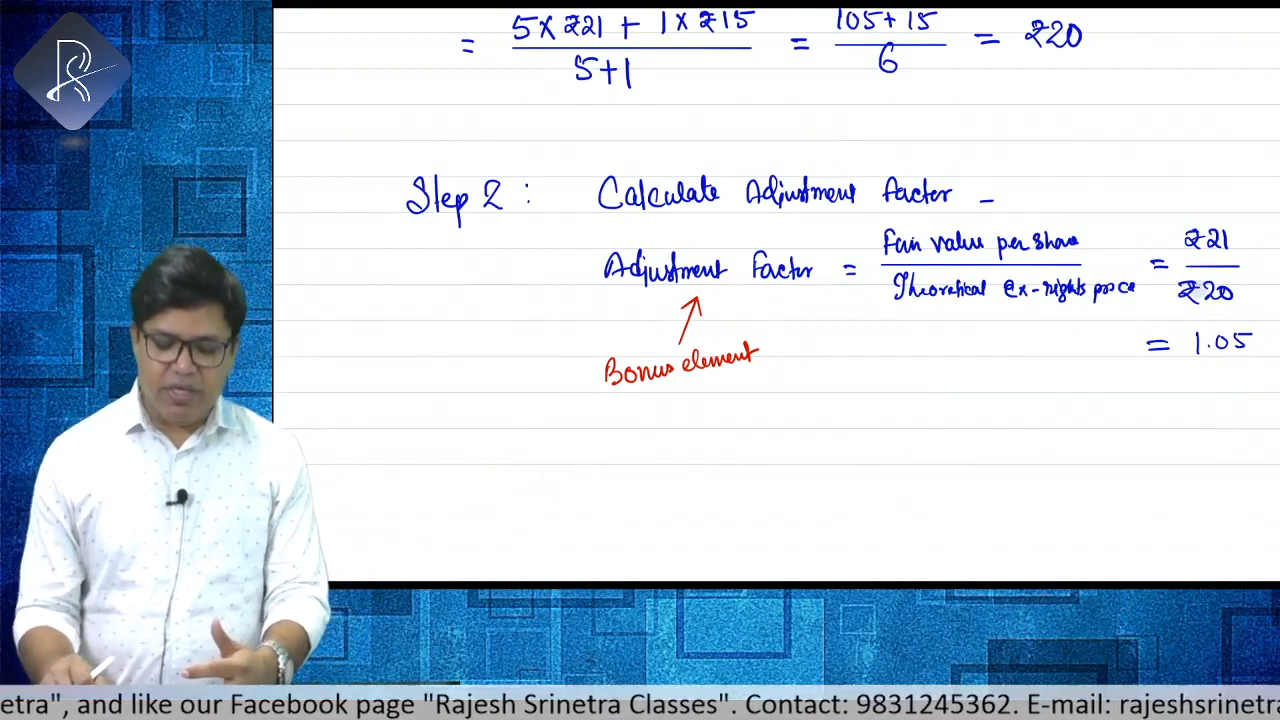 = 5 X ₹21 + 1 X ₹15 / 5+1 = 105+15 / 6 = ₹20
Step 2 : Calculate Adjustment Factor -
Adjustment Factor = Fair value per share / Theoretical ex-rights price = ₹21 / ₹20
= 1.05
Bonus element
etra", and like our Facebook page "Rajesh Srinetra Classes". Contact: 9831245362. E-mail: rajeshsrinetra